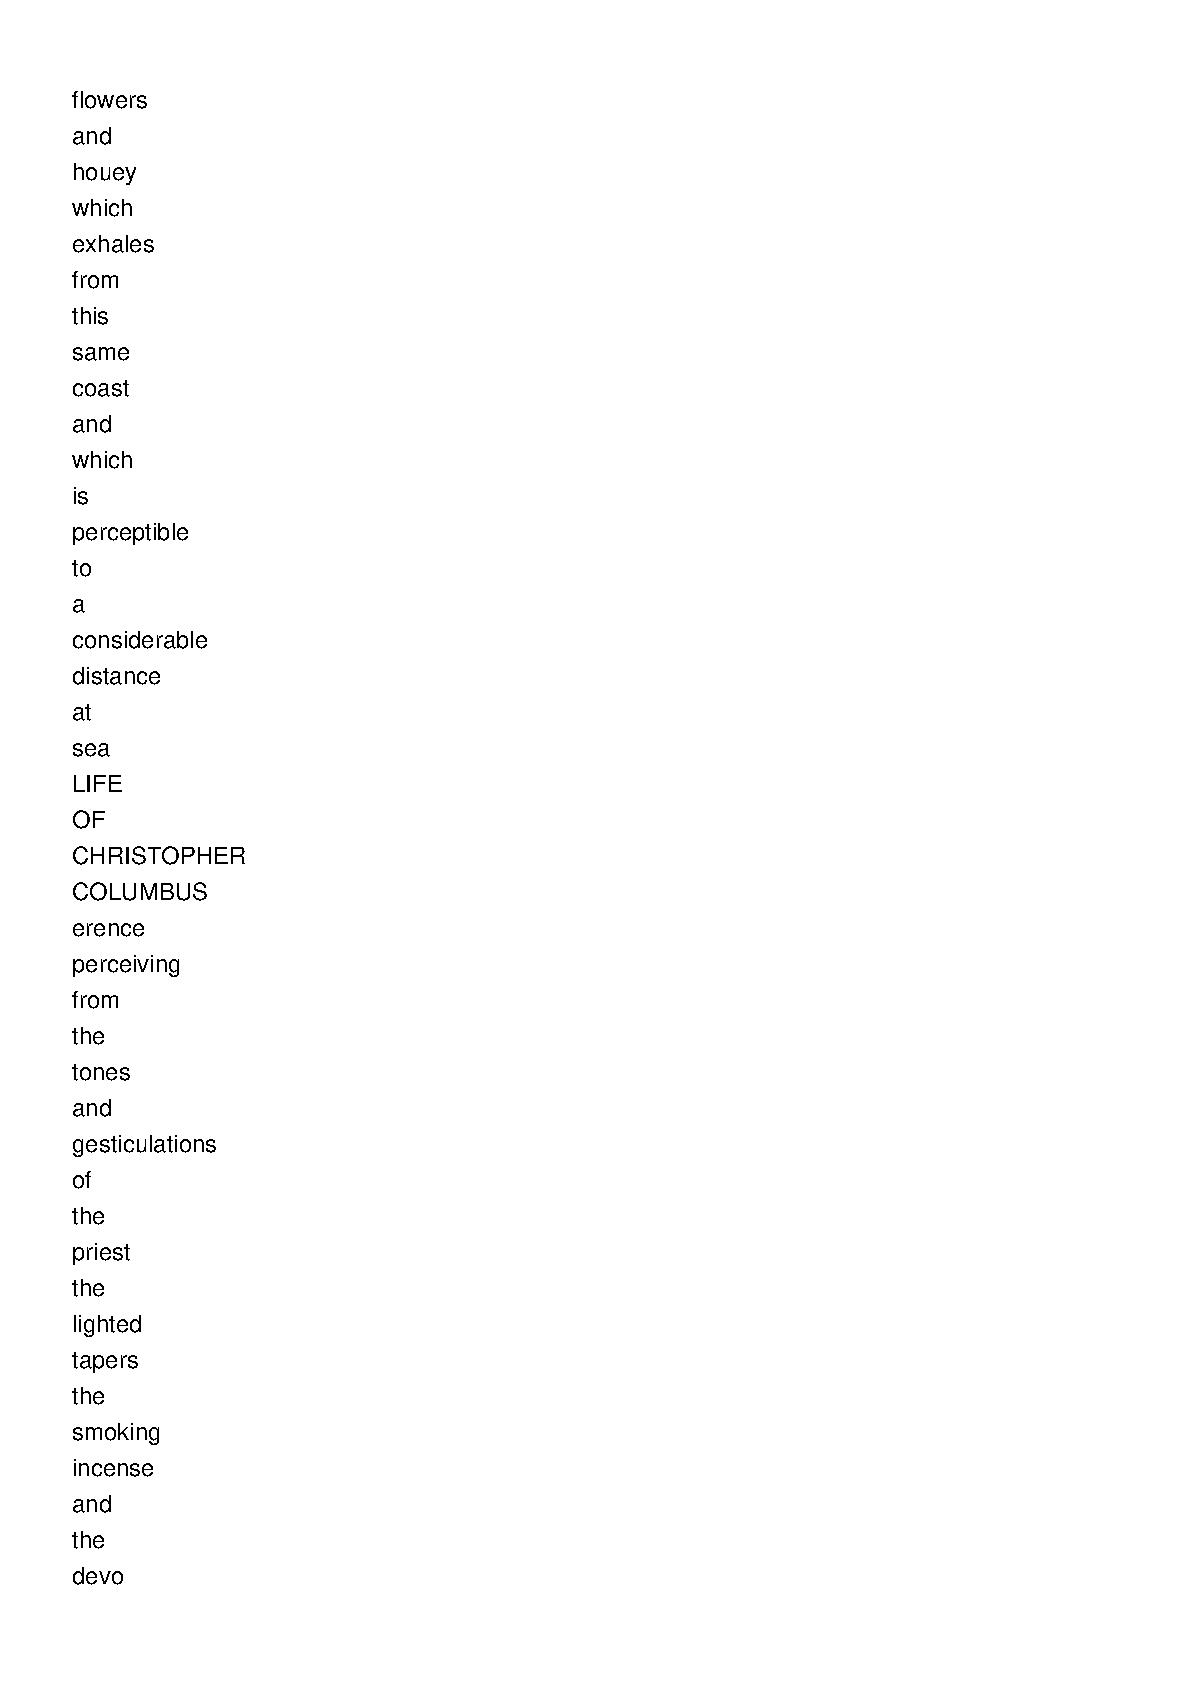 flowers
and
houey
which
exhales
from
this
same
coast
and
which
is
perceptible
to
a
considerable
distance
at
sea
LIFE
OF
CHRISTOPHER
COLUMBUS
erence
perceiving
from
the
tones
and
gesticulations
of
the
priest
the
lighted
tapers
the
smoking
incense
and
the
devo